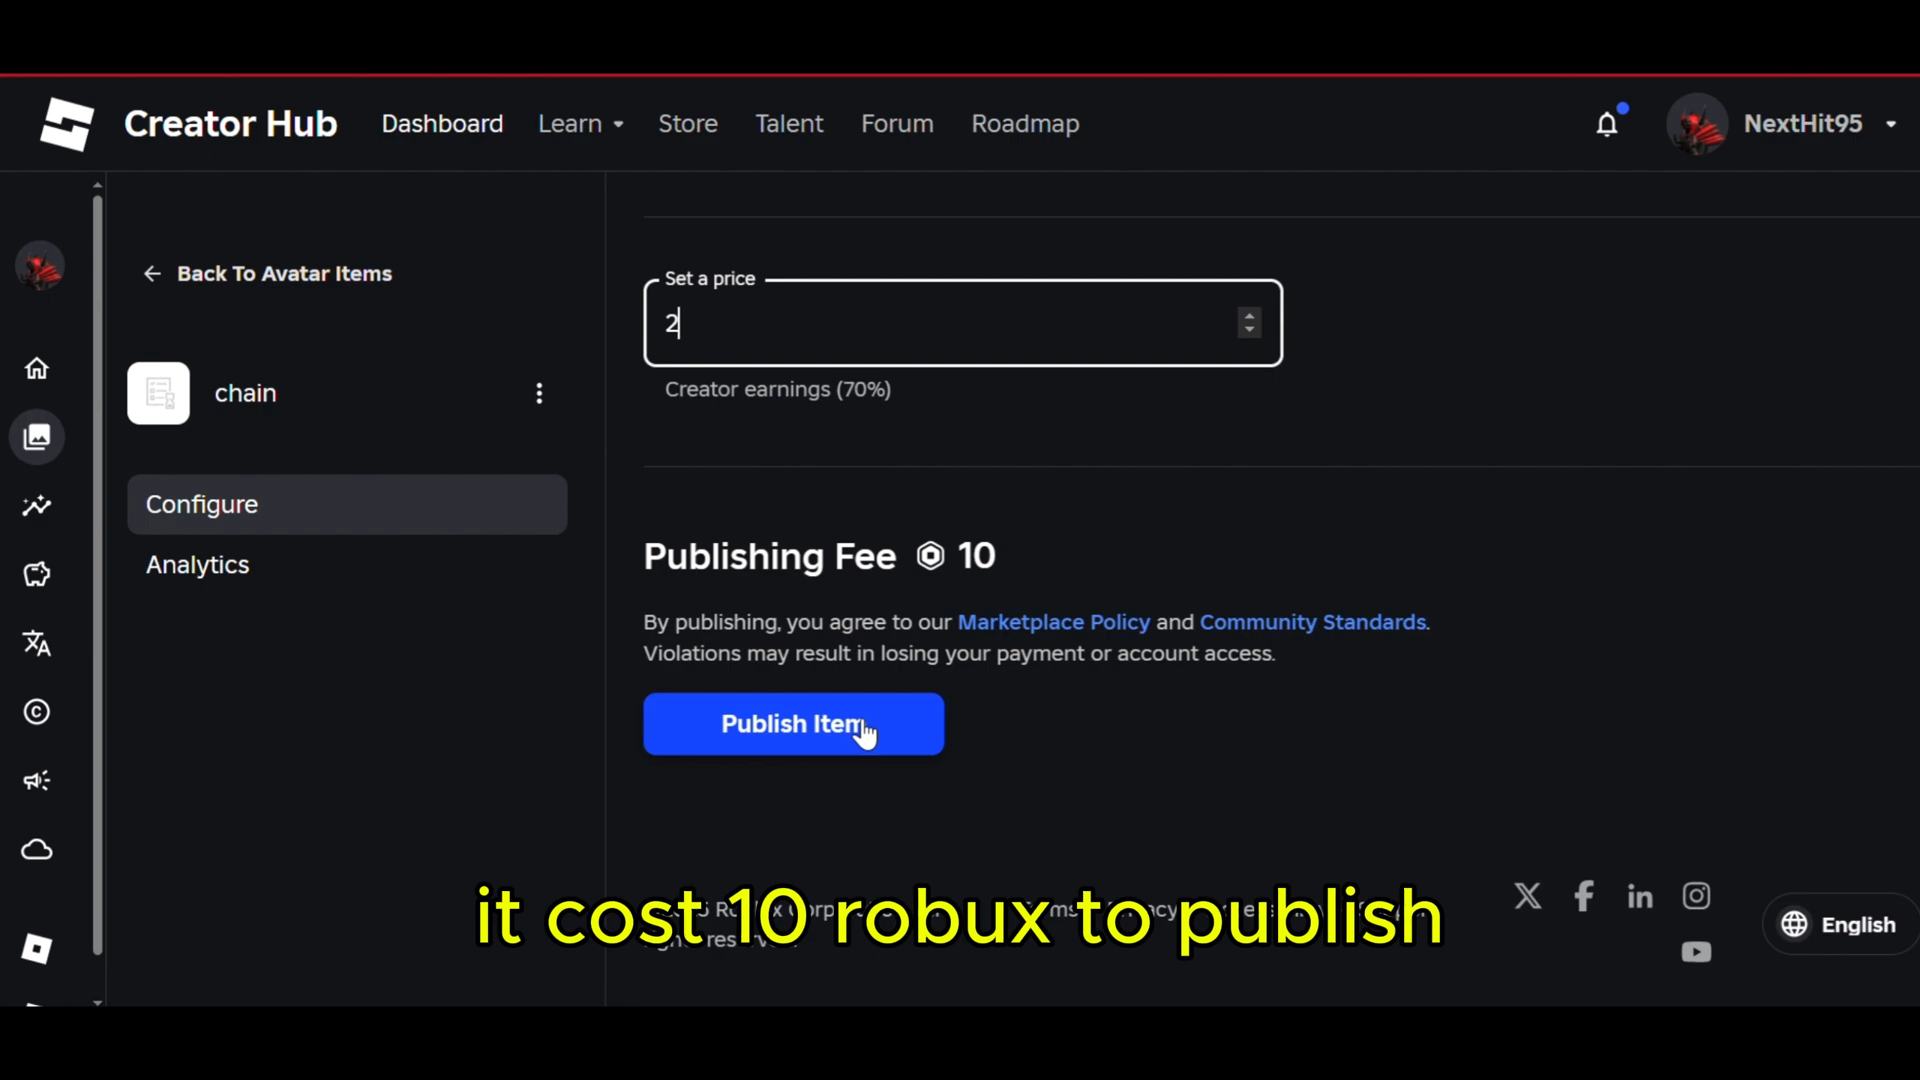 Creator Hub
Dashboard
Learn
Store
Talent
Forum
Roadmap
NextHit95
Back To Avatar Items
chain
Configure
Analytics
Set a price
2
Creator earnings (70%)
Publishing Fee 10
By publishing, you agree to our Marketplace Policy and Community Standards.
Violations may result in losing your payment or account access.
Publish Item
it cost 10 robux to publish
English